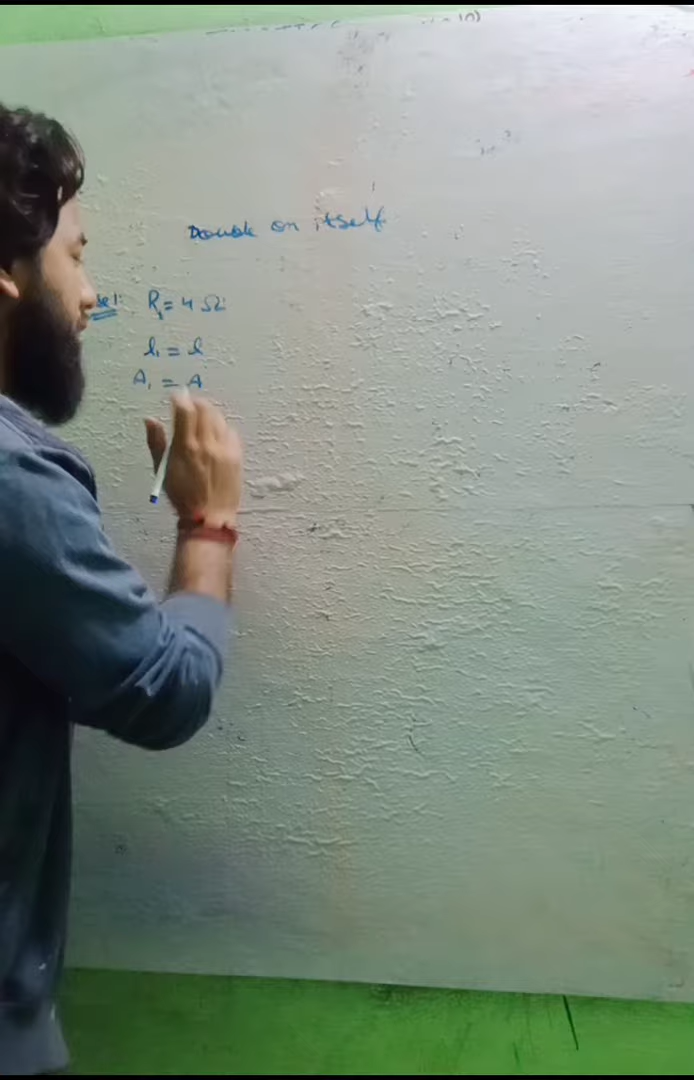 Double on itself
R₁ = 4 Ω
l₁ = l
A₁ = A